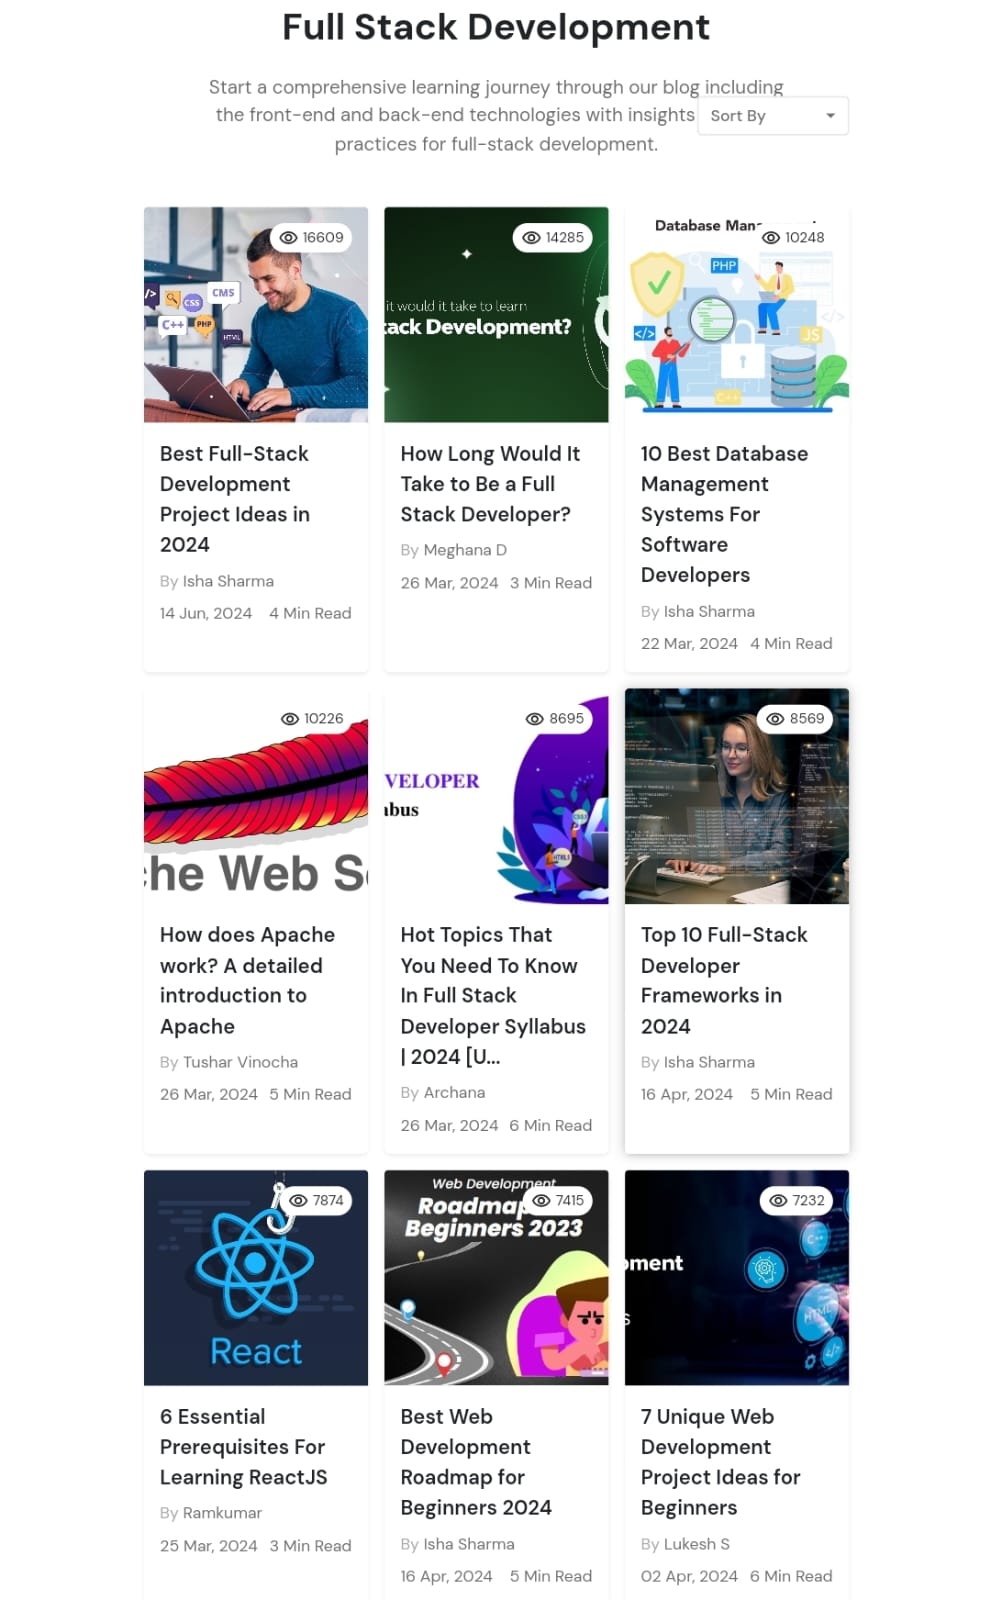 Full Stack Development
Start a comprehensive learning journey through our blog including
the front-end and back-end technologies with insights
practices for full-stack development.
Sort By
16609
</>
CSS
CMS
C++
PHP
HTML
14285
it would it take to learn
tack Development?
10248
Database Man
PHP
</>
</>
JS
C++
Best Full-Stack
Development
Project Ideas in
2024
By Isha Sharma
14 Jun, 2024 4 Min Read
How Long Would It
Take to Be a Full
Stack Developer?
By Meghana D
26 Mar, 2024 3 Min Read
10 Best Database
Management
Systems For
Software
Developers
By Isha Sharma
22 Mar, 2024 4 Min Read
10226
che Web Se
8695
VELOPER
abus
CSS3
HTML5
8569
How does Apache
work? A detailed
introduction to
Apache
By Tushar Vinocha
26 Mar, 2024 5 Min Read
Hot Topics That
You Need To Know
In Full Stack
Developer Syllabus
| 2024 [U...
By Archana
26 Mar, 2024 6 Min Read
Top 10 Full-Stack
Developer
Frameworks in
2024
By Isha Sharma
16 Apr, 2024 5 Min Read
7874
React
7415
Web Development
Roadmap
Beginners 2023
7232
pment
s
C++
HTML
</>
6 Essential
Prerequisites For
Learning ReactJS
By Ramkumar
25 Mar, 2024 3 Min Read
Best Web
Development
Roadmap for
Beginners 2024
By Isha Sharma
16 Apr, 2024 5 Min Read
7 Unique Web
Development
Project Ideas for
Beginners
By Lukesh S
02 Apr, 2024 6 Min Read